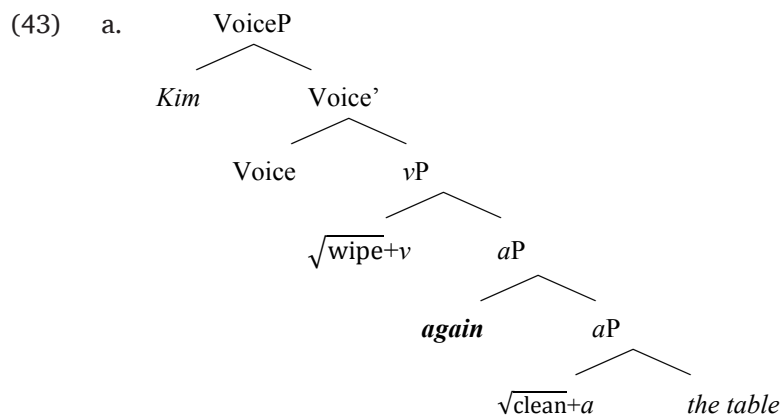 (43) a. VoiceP
Kim Voice’
Voice vP
√wipe+v aP
again aP
√clean+a the table